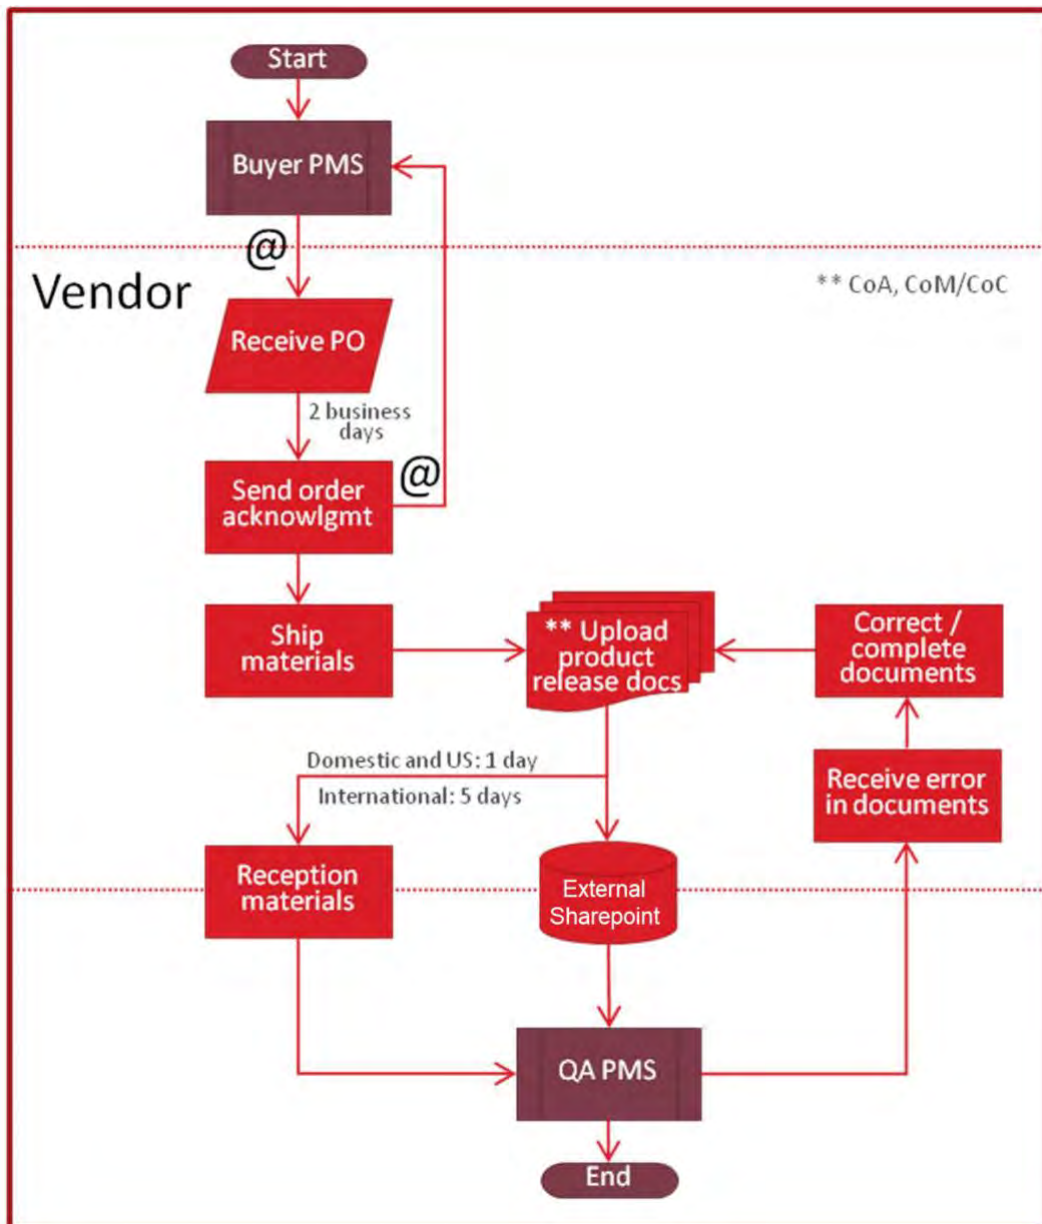 Start
Buyer PMS
@
Vendor
** CoA, CoM/CoC
Receive PO
2 business
days
@
Send order
acknowlgmt
Ship
materials
** Upload
product
release docs
Correct /
complete
documents
Domestic and US: 1 day
International: 5 days
Receive error
in documents
Reception
materials
External
Sharepoint
QA PMS
End